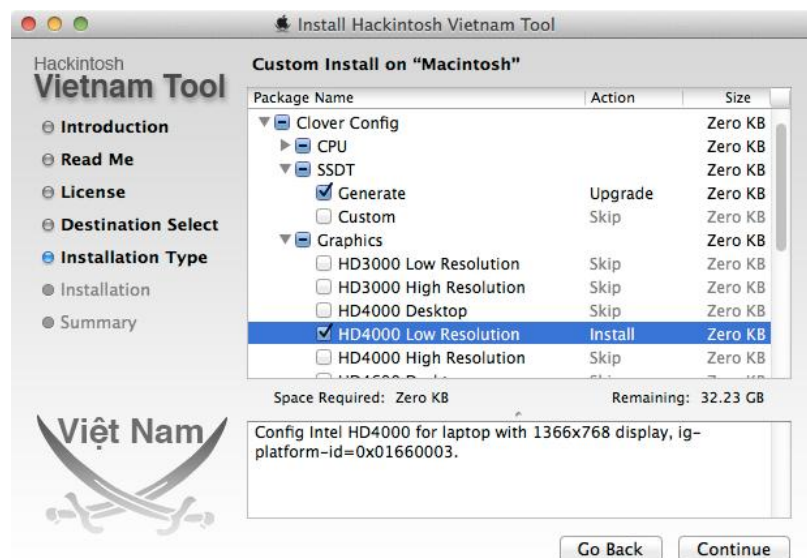 Install Hackintosh Vietnam Tool
Hackintosh
Vietnam Tool
Introduction
Read Me
License
Destination Select
Installation Type
Installation
Summary
Việt Nam
Custom Install on “Macintosh”
Package Name Action Size
Clover Config Zero KB
CPU Zero KB
SSDT Zero KB
Generate Upgrade Zero KB
Custom Skip Zero KB
Graphics Zero KB
HD3000 Low Resolution Skip Zero KB
HD3000 High Resolution Skip Zero KB
HD4000 Desktop Skip Zero KB
HD4000 Low Resolution Install Zero KB
HD4000 High Resolution Skip Zero KB
Space Required: Zero KB Remaining: 32.23 GB
Config Intel HD4000 for laptop with 1366x768 display, ig-
platform-id=0x01660003.
Go Back Continue